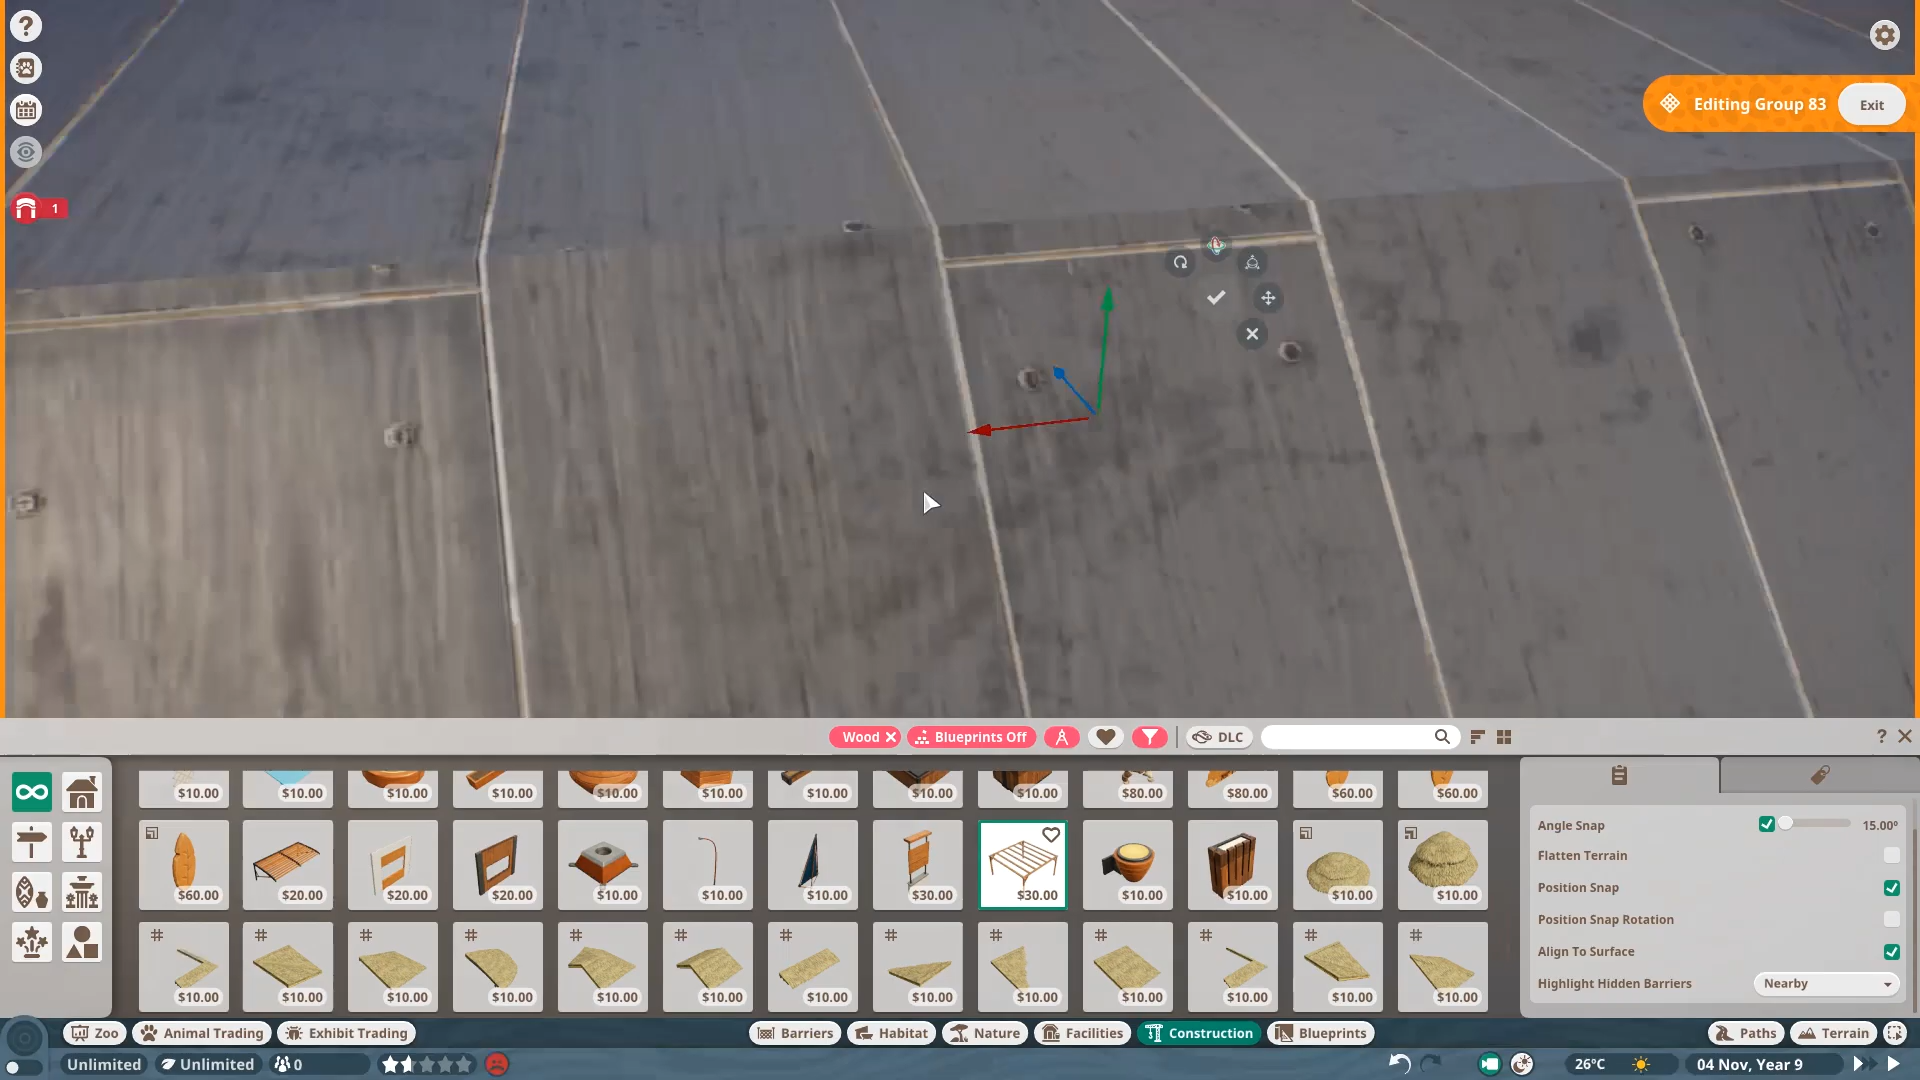 ?
Editing Group 83 Exit
1
Wood Blueprints Off DLC ?
$10.00 $10.00 $10.00 $10.00 $10.00 $10.00 $10.00 $10.00 $10.00 $80.00 $80.00 $60.00 $60.00
$60.00 $20.00 $20.00 $20.00 $10.00 $10.00 $10.00 $30.00 $30.00 $10.00 $10.00 $10.00 $10.00
$10.00 $10.00 $10.00 $10.00 $10.00 $10.00 $10.00 $10.00 $10.00 $10.00 $10.00 $10.00 $10.00
Angle Snap 15.00°
Flatten Terrain
Position Snap
Position Snap Rotation
Align To Surface
Highlight Hidden Barriers Nearby
Zoo Animal Trading Exhibit Trading Barriers Habitat Nature Facilities Construction Blueprints Paths Terrain
Unlimited Unlimited 0 26°C 04 Nov, Year 9